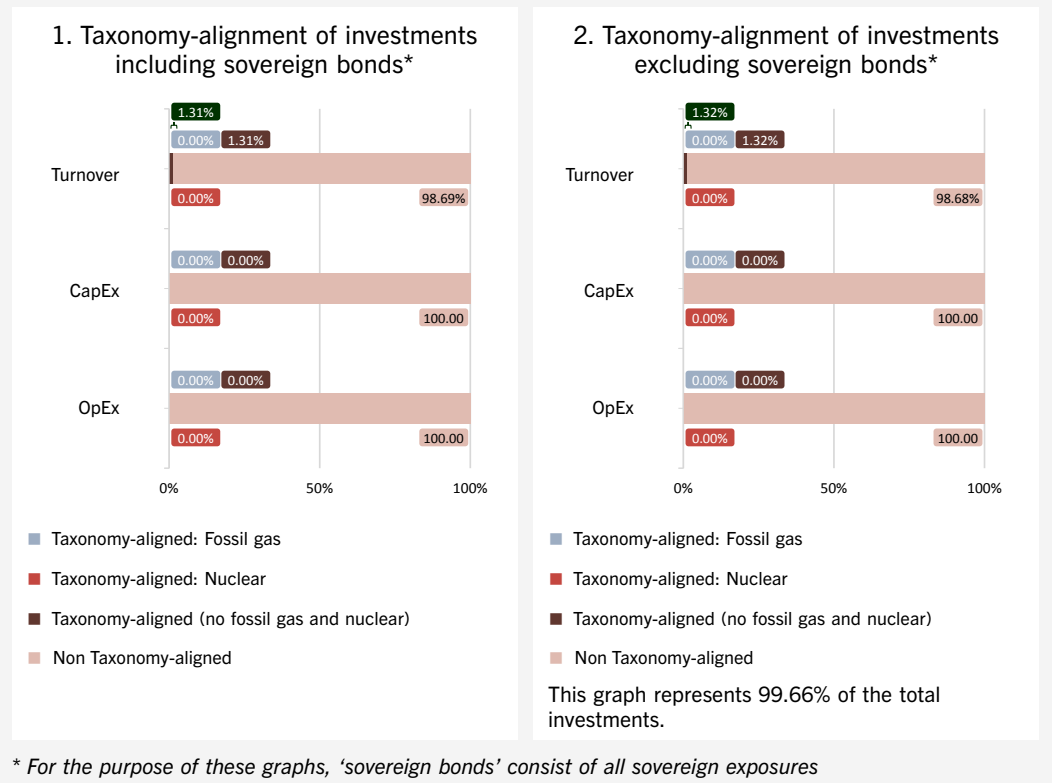 1. Taxonomy-alignment of investments
including sovereign bonds*
1.31%
0.00% 1.31%
Turnover
0.00% 98.69%
0.00% 0.00%
CapEx
0.00% 100.00
0.00% 0.00%
OpEx
0.00% 100.00
0% 50% 100%
Taxonomy-aligned: Fossil gas
Taxonomy-aligned: Nuclear
Taxonomy-aligned (no fossil gas and nuclear)
Non Taxonomy-aligned
2. Taxonomy-alignment of investments
excluding sovereign bonds*
1.32%
0.00% 1.32%
Turnover
0.00% 98.68%
0.00% 0.00%
CapEx
0.00% 100.00
0.00% 0.00%
OpEx
0.00% 100.00
0% 50% 100%
Taxonomy-aligned: Fossil gas
Taxonomy-aligned: Nuclear
Taxonomy-aligned (no fossil gas and nuclear)
Non Taxonomy-aligned
This graph represents 99.66% of the total
investments.
* For the purpose of these graphs, ‘sovereign bonds’ consist of all sovereign exposures